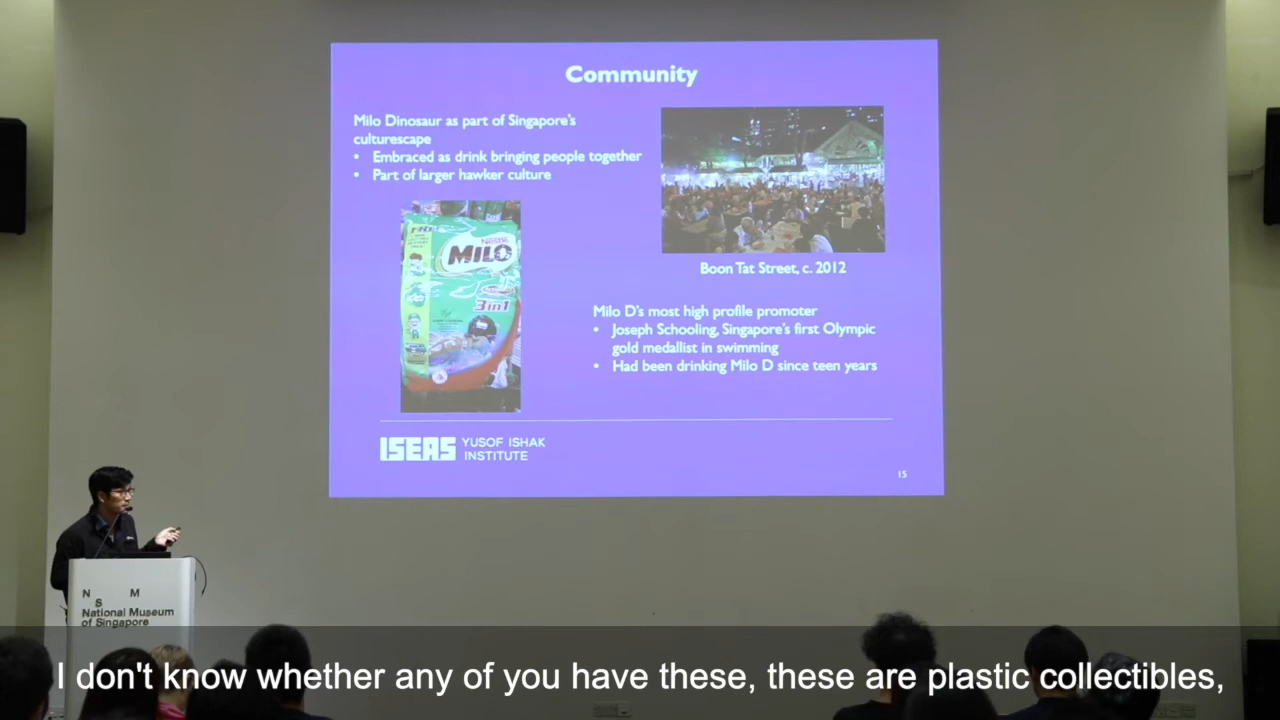 Community
Milo Dinosaur as part of Singapore's
culturescape
• Embraced as drink bringing people together
• Part of larger hawker culture
NESTLE
MILO
3in1
Boon Tat Street, c. 2012
Milo D's most high profile promoter
• Joseph Schooling, Singapore's first Olympic
gold medallist in swimming
• Had been drinking Milo D since teen years
ISEAS YUSOF ISHAK
INSTITUTE
15
N M
S
National Museum
of Singapore
I don't know whether any of you have these, these are plastic collectibles,